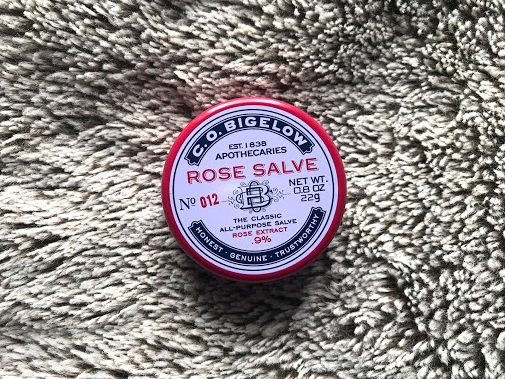 C. O. BIGELOW
EST. 1838
APOTHECARIES
ROSE SALVE
Nº 012
NET WT.
0.8 OZ
22g
THE CLASSIC
ALL-PURPOSE SALVE
ROSE EXTRACT
.9%
HONEST · GENUINE · TRUSTWORTHY